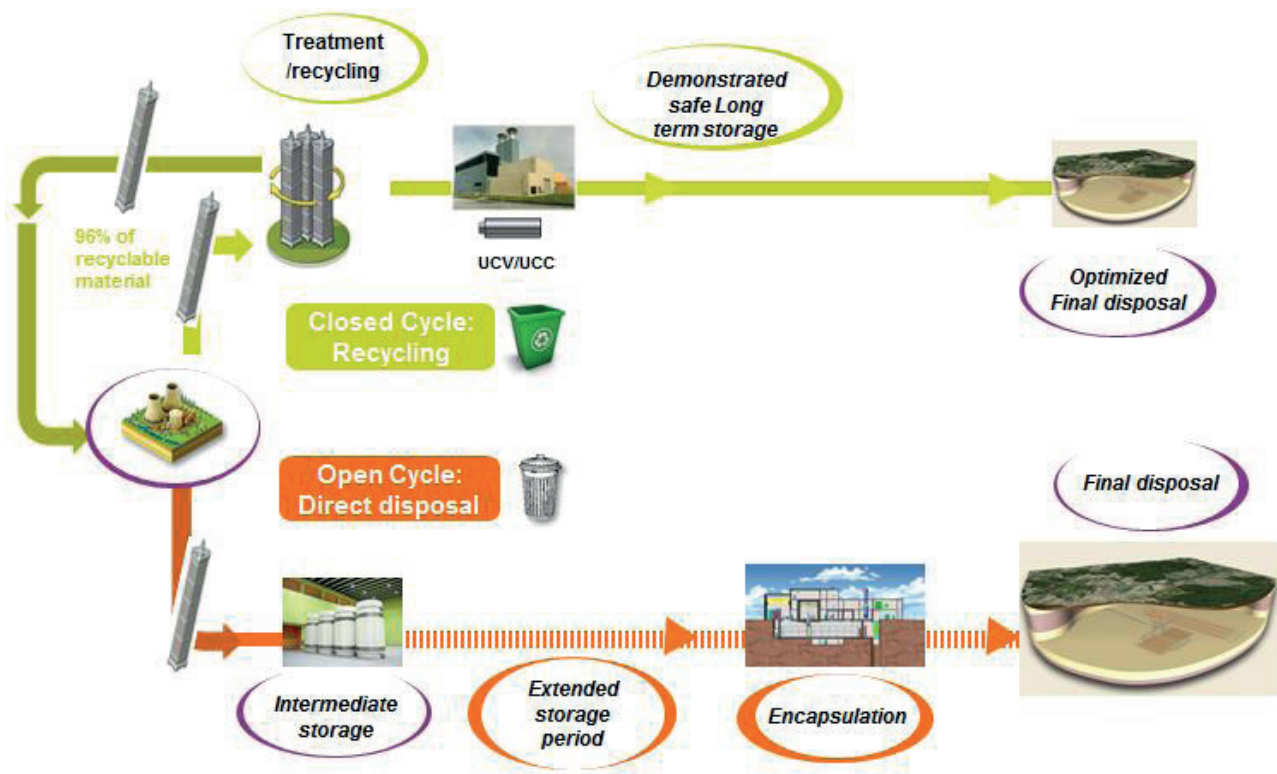 Treatment
/recycling
Demonstrated
safe Long
term storage
96% of
recyclable
material
UCV/UCC
Optimized
Final disposal
Closed Cycle:
Recycling
Open Cycle:
Direct disposal
Final disposal
Intermediate
storage
Extended
storage
period
Encapsulation